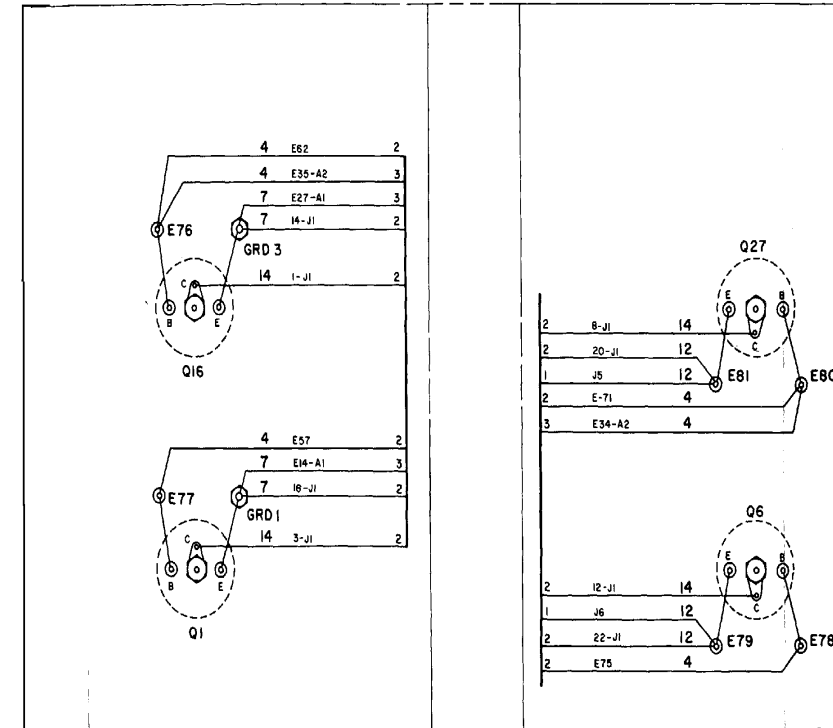 4 E62 2
4 E35-A2 3
7 E27-A1 3
E76
7 14-J1 2
GRD 3
C 14 1-J1 2
B E
Q16
4 E57 2
7 E14-A1 3
E77
7 18-J1 2
GRD 1
C 14 3-J1 2
B E
Q1
Q27
E B
2 8-J1 14
C
2 20-J1 12
1 J5 12 E81 E80
2 E-71 4
3 E34-A2 4
Q6
E B
2 12-J1 14
C
1 J6 12
2 22-J1 12 E79 E78
2 E75 4